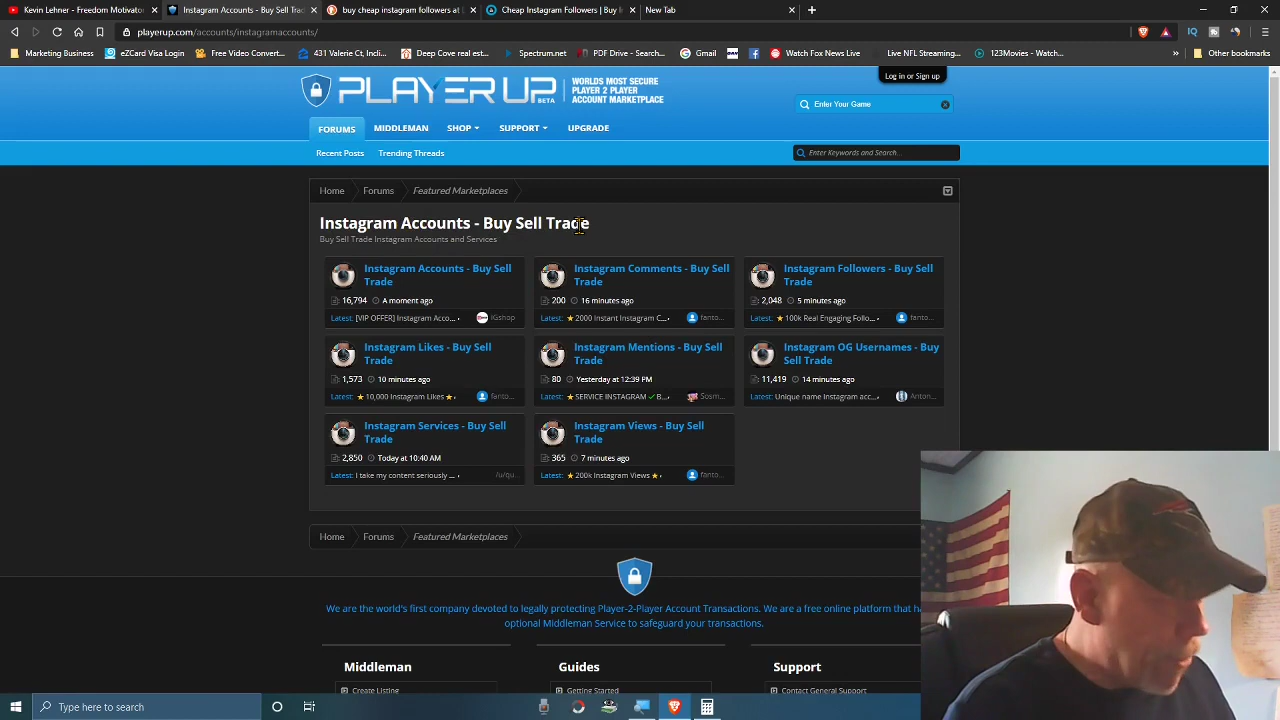 Kevin Lehner - Freedom Motivator
Instagram Accounts - Buy Sell Trad
buy cheap instagram followers at D
Cheap Instagram Followers | Buy In
New Tab
playerup.com/accounts/instagramaccounts/
Marketing Business
eZCard Visa Login
Free Video Convert...
431 Valerie Ct, Incli...
Deep Cove real est...
Spectrum.net
PDF Drive - Search...
Gmail
Watch Fox News Live
Live NFL Streaming...
123Movies - Watch...
Other bookmarks
PLAYERUP
BETA
WORLDS MOST SECURE
PLAYER 2 PLAYER
ACCOUNT MARKETPLACE
Log in or Sign up
Enter Your Game
FORUMS MIDDLEMAN SHOP SUPPORT UPGRADE
Recent Posts Trending Threads
Enter Keywords and Search...
Home Forums Featured Marketplaces
Instagram Accounts - Buy Sell Trade
Buy Sell Trade Instagram Accounts and Services
Instagram Accounts - Buy Sell
Trade
16,794 A moment ago
Latest: [VIP OFFER] Instagram Acco... IGshop
Instagram Comments - Buy Sell
Trade
200 16 minutes ago
Latest: ★2000 Instant Instagram C... fanto...
Instagram Followers - Buy Sell
Trade
2,048 5 minutes ago
Latest: ★100k Real Engaging Follo... fanto...
Instagram Likes - Buy Sell
Trade
1,573 10 minutes ago
Latest: ★10,000 Instagram Likes★ fanto...
Instagram Mentions - Buy Sell
Trade
80 Yesterday at 12:39 PM
Latest: ★SERVICE INSTAGRAM ✓B... Sosm...
Instagram OG Usernames - Buy
Sell Trade
11,419 14 minutes ago
Latest: Unique name Instagram acc... Anton...
Instagram Services - Buy Sell
Trade
2,850 Today at 10:40 AM
Latest: I take my content seriously ... /u/qu...
Instagram Views - Buy Sell
Trade
365 7 minutes ago
Latest: ★200k Instagram Views★ fanto...
Home Forums Featured Marketplaces
We are the world's first company devoted to legally protecting Player-2-Player Account Transactions. We are a free online platform that
optional Middleman Service to safeguard your transactions.
Middleman Guides Support
Create Listing Getting Started Contact General Support
Type here to search